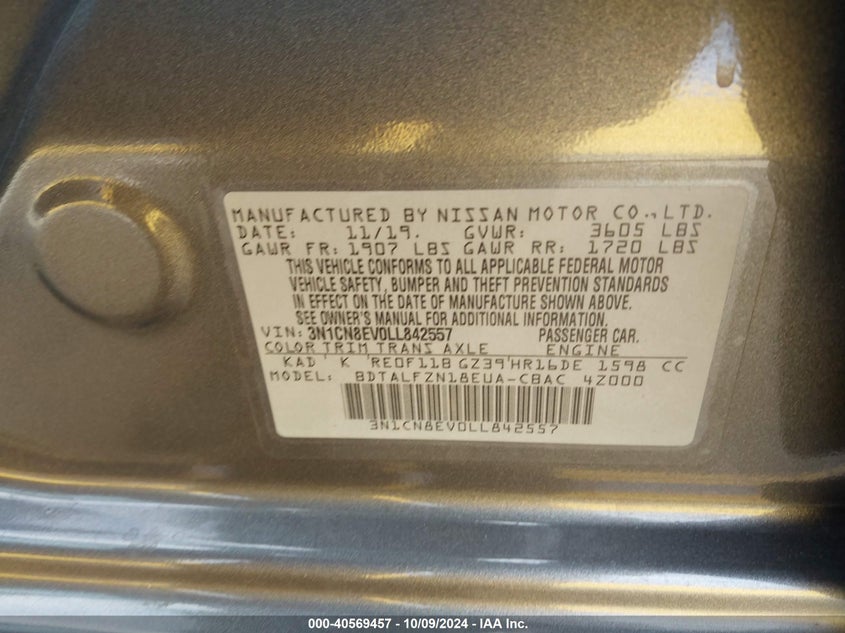 MANUFACTURED BY NISSAN MOTOR CO.,LTD.
DATE: 11/19. GVWR: 3605 LBS
GAWR FR: 1907 LBS GAWR RR: 1720 LBS
THIS VEHICLE CONFORMS TO ALL APPLICABLE FEDERAL MOTOR
VEHICLE SAFETY, BUMPER AND THEFT PREVENTION STANDARDS
IN EFFECT ON THE DATE OF MANUFACTURE SHOWN ABOVE.
SEE OWNER'S MANUAL FOR ADDITIONAL INFORMATION.
VIN: 3N1CN8EV0LL842557 PASSENGER CAR.
COLOR TRIM TRANS AXLE ENGINE
KAD K RE0F11B GZ39 HR16DE 1598 CC
MODEL: BDTALFZN18EUA-CBAC 4Z000
3N1CN8EV0LL842557
000-40569457 - 10/09/2024 - IAA Inc.